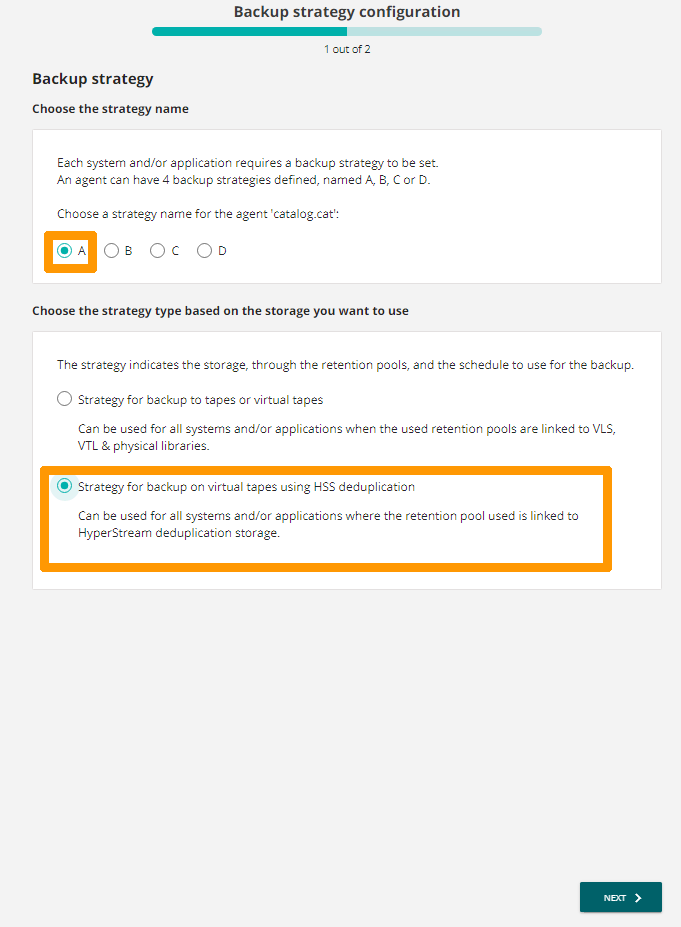 Backup strategy configuration
1 out of 2
Backup strategy
Choose the strategy name
Each system and/or application requires a backup strategy to be set.
An agent can have 4 backup strategies defined, named A, B, C or D.
Choose a strategy name for the agent 'catalog.cat':
A B C D
Choose the strategy type based on the storage you want to use
The strategy indicates the storage, through the retention pools, and the schedule to use for the backup.
Strategy for backup to tapes or virtual tapes
Can be used for all systems and/or applications when the used retention pools are linked to VLS,
VTL & physical libraries.
Strategy for backup on virtual tapes using HSS deduplication
Can be used for all systems and/or applications where the retention pool used is linked to
HyperStream deduplication storage.
NEXT